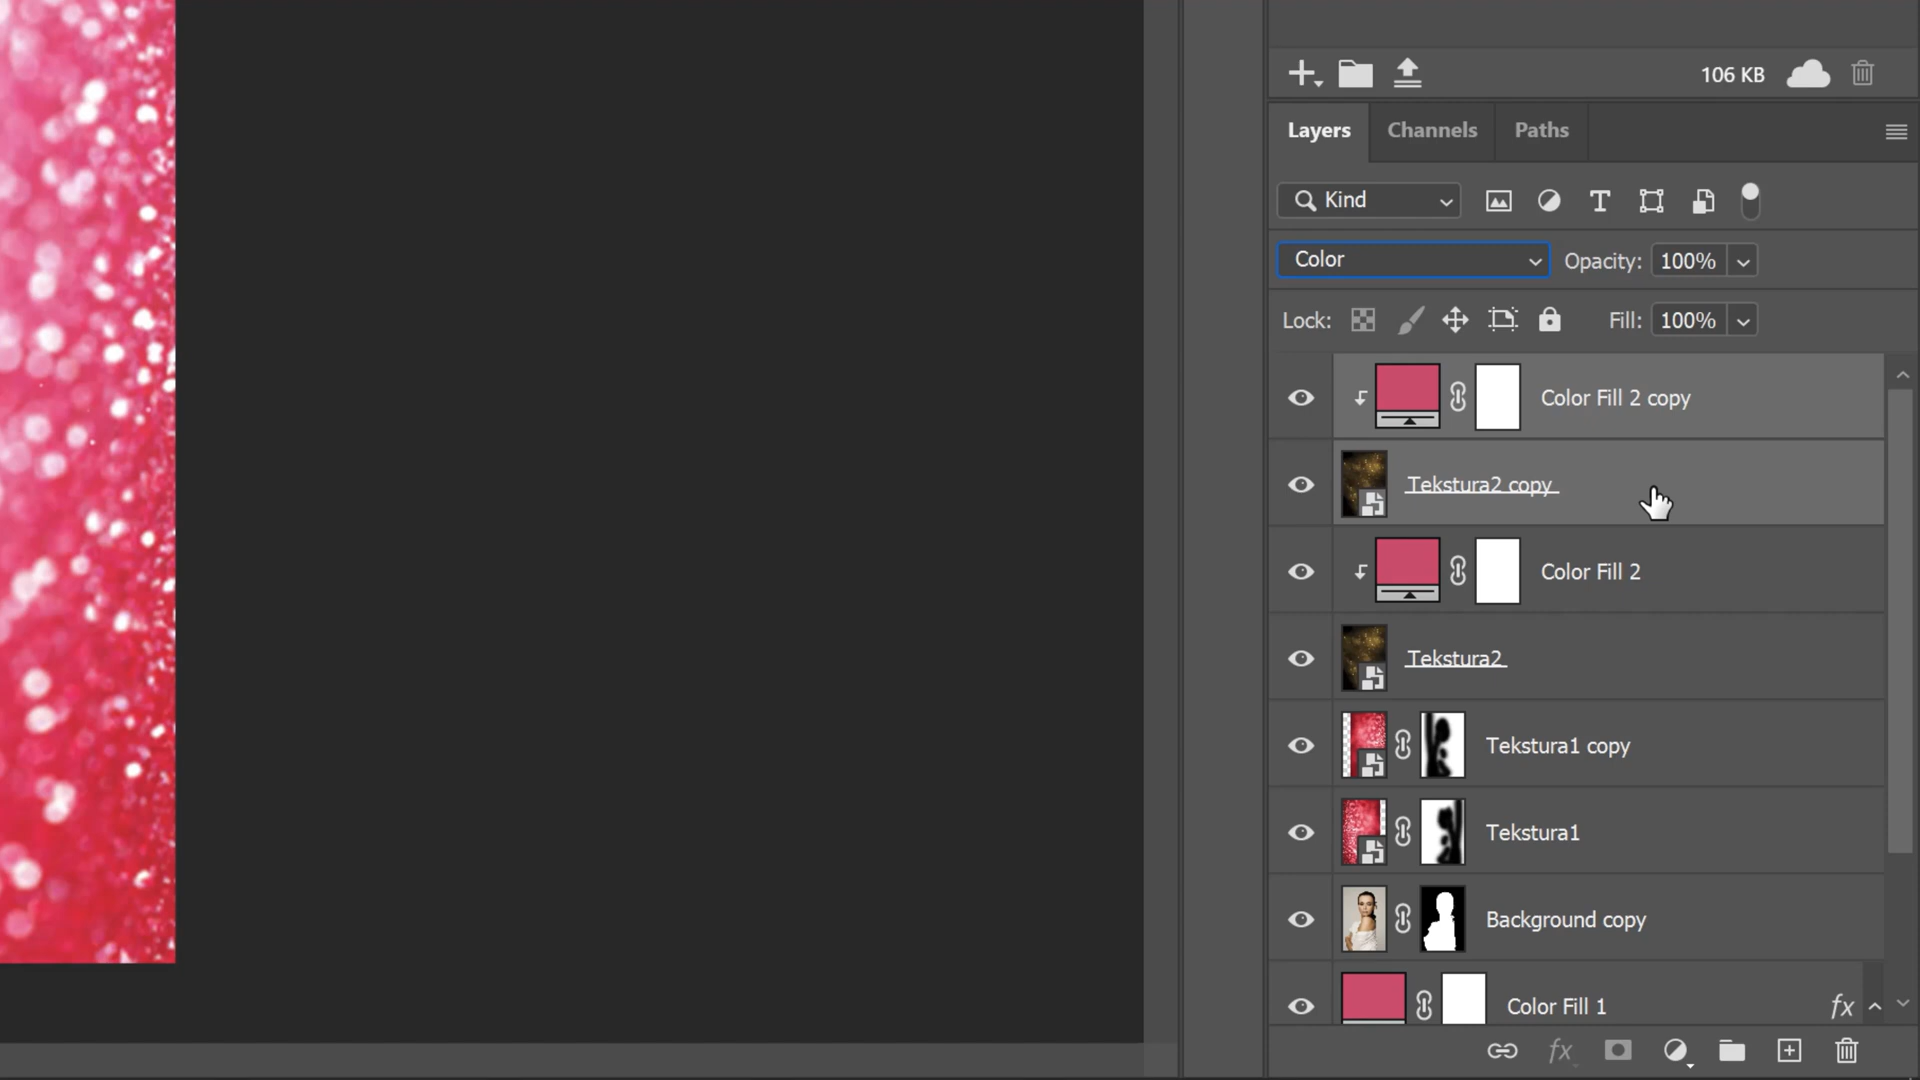 106 KB
Layers Channels Paths
Kind
Color Opacity: 100%
Lock: Fill: 100%
Color Fill 2 copy
Tekstura2 copy
Color Fill 2
Tekstura2
Tekstura1 copy
Tekstura1
Background copy
Color Fill 1 fx
fx